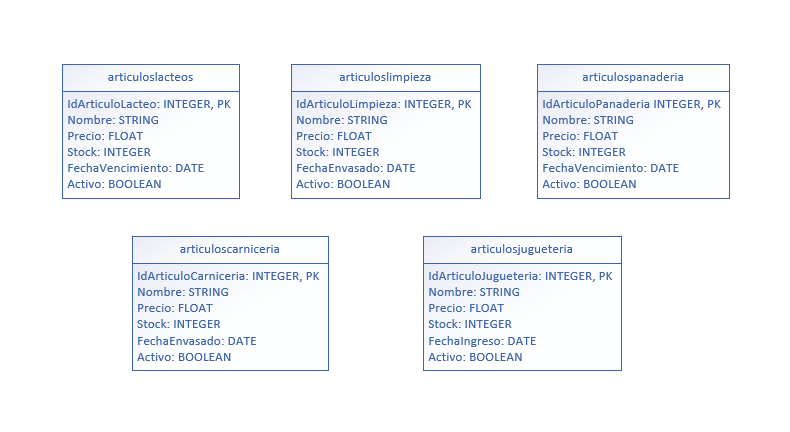 articuloslacteos
IdArticuloLacteo: INTEGER, PK
Nombre: STRING
Precio: FLOAT
Stock: INTEGER
FechaVencimiento: DATE
Activo: BOOLEAN
articuloslimpieza
IdArticuloLimpieza: INTEGER, PK
Nombre: STRING
Precio: FLOAT
Stock: INTEGER
FechaEnvasado: DATE
Activo: BOOLEAN
articulospanaderia
IdArticuloPanaderia INTEGER, PK
Nombre: STRING
Precio: FLOAT
Stock: INTEGER
FechaVencimiento: DATE
Activo: BOOLEAN
articuloscarniceria
IdArticuloCarniceria: INTEGER, PK
Nombre: STRING
Precio: FLOAT
Stock: INTEGER
FechaEnvasado: DATE
Activo: BOOLEAN
articulosjugueteria
IdArticuloJugueteria: INTEGER, PK
Nombre: STRING
Precio: FLOAT
Stock: INTEGER
FechaIngreso: DATE
Activo: BOOLEAN